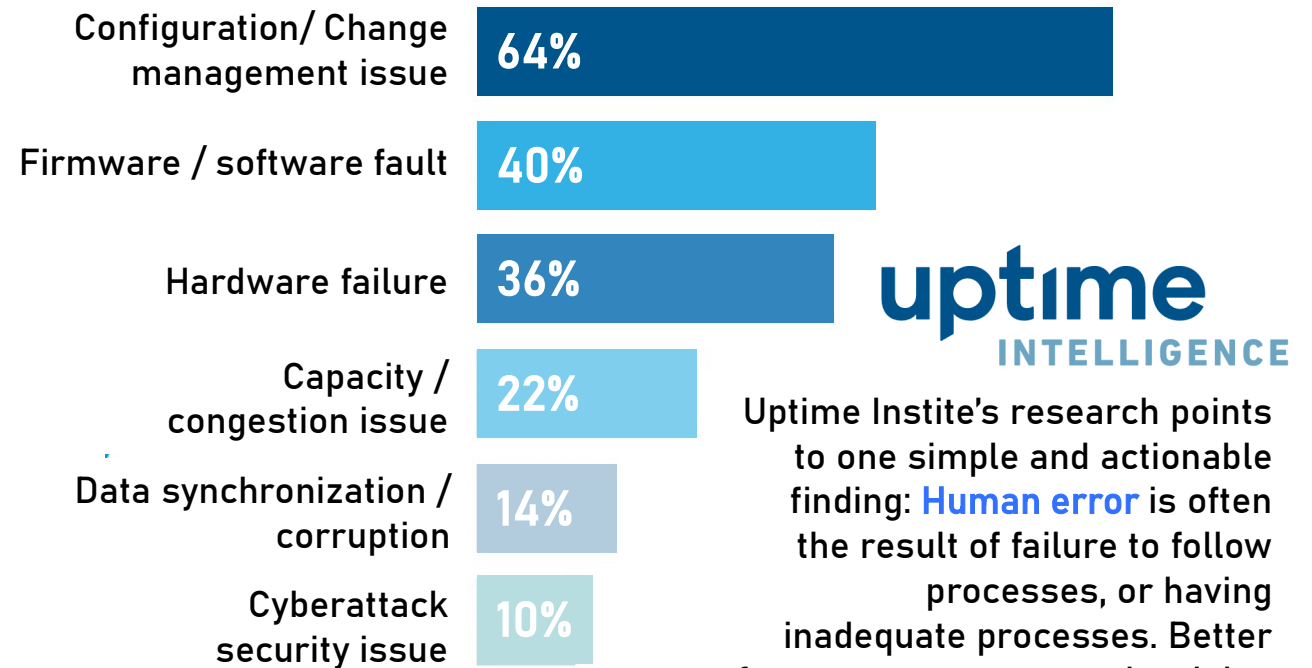 Configuration/ Change
management issue
64%
Firmware / software fault
40%
Hardware failure
36%
Capacity /
congestion issue
22%
Data synchronization /
corruption
14%
Cyberattack
security issue
10%
uptime
INTELLIGENCE
Uptime Instite’s research points
to one simple and actionable
finding: Human error is often
the result of failure to follow
processes, or having
inadequate processes. Better